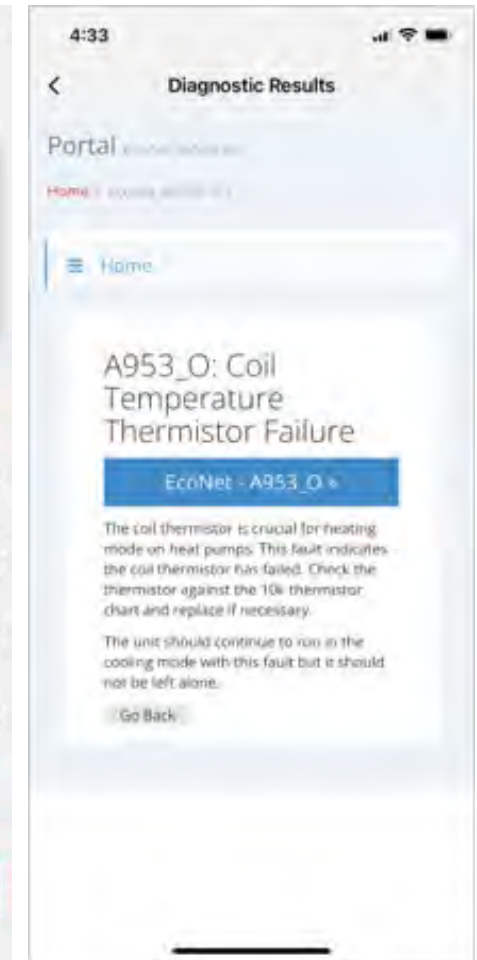 4:33
Diagnostic Results
Portal
Home
Home
A953_O: Coil
Temperature
Thermistor Failure
EcoNet - A953_O »
The coil thermistor is crucial for heating
mode on heat pumps. This fault indicates
the coil thermistor has failed. Check the
thermistor against the 10k thermistor
chart and replace if necessary.
The unit should continue to run in the
cooling mode with this fault but it should
not be left alone.
Go Back